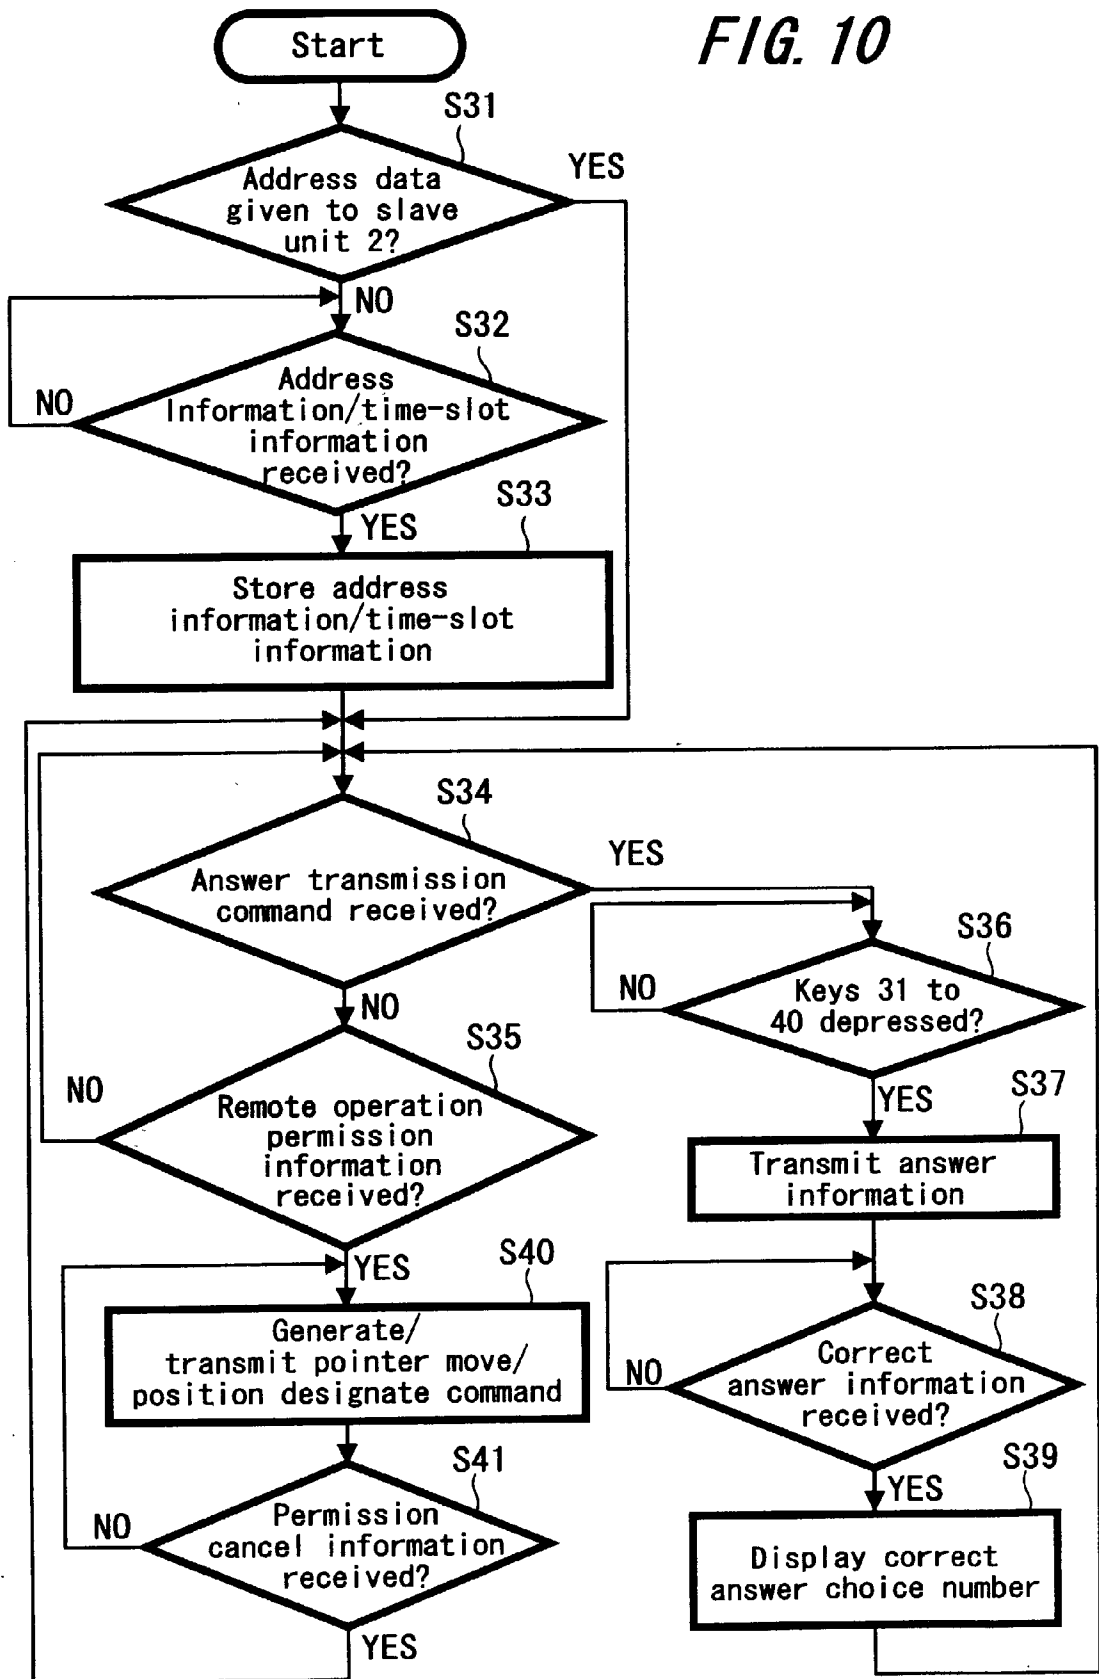 FIG. 10
Start
S31
Address data
given to slave
unit 2?
YES
NO
S32
Address
Information/time-slot
information
received?
NO
YES
S33
Store address
information/time-slot
information
S34
Answer transmission
command received?
YES
NO
S35
Remote operation
permission
information
received?
NO
YES
S36
Keys 31 to
40 depressed?
NO
YES
S37
Transmit answer
information
S38
Correct
answer information
received?
NO
YES
S39
Display correct
answer choice number
S40
Generate/
transmit pointer move/
position designate command
S41
Permission
cancel information
received?
NO
YES